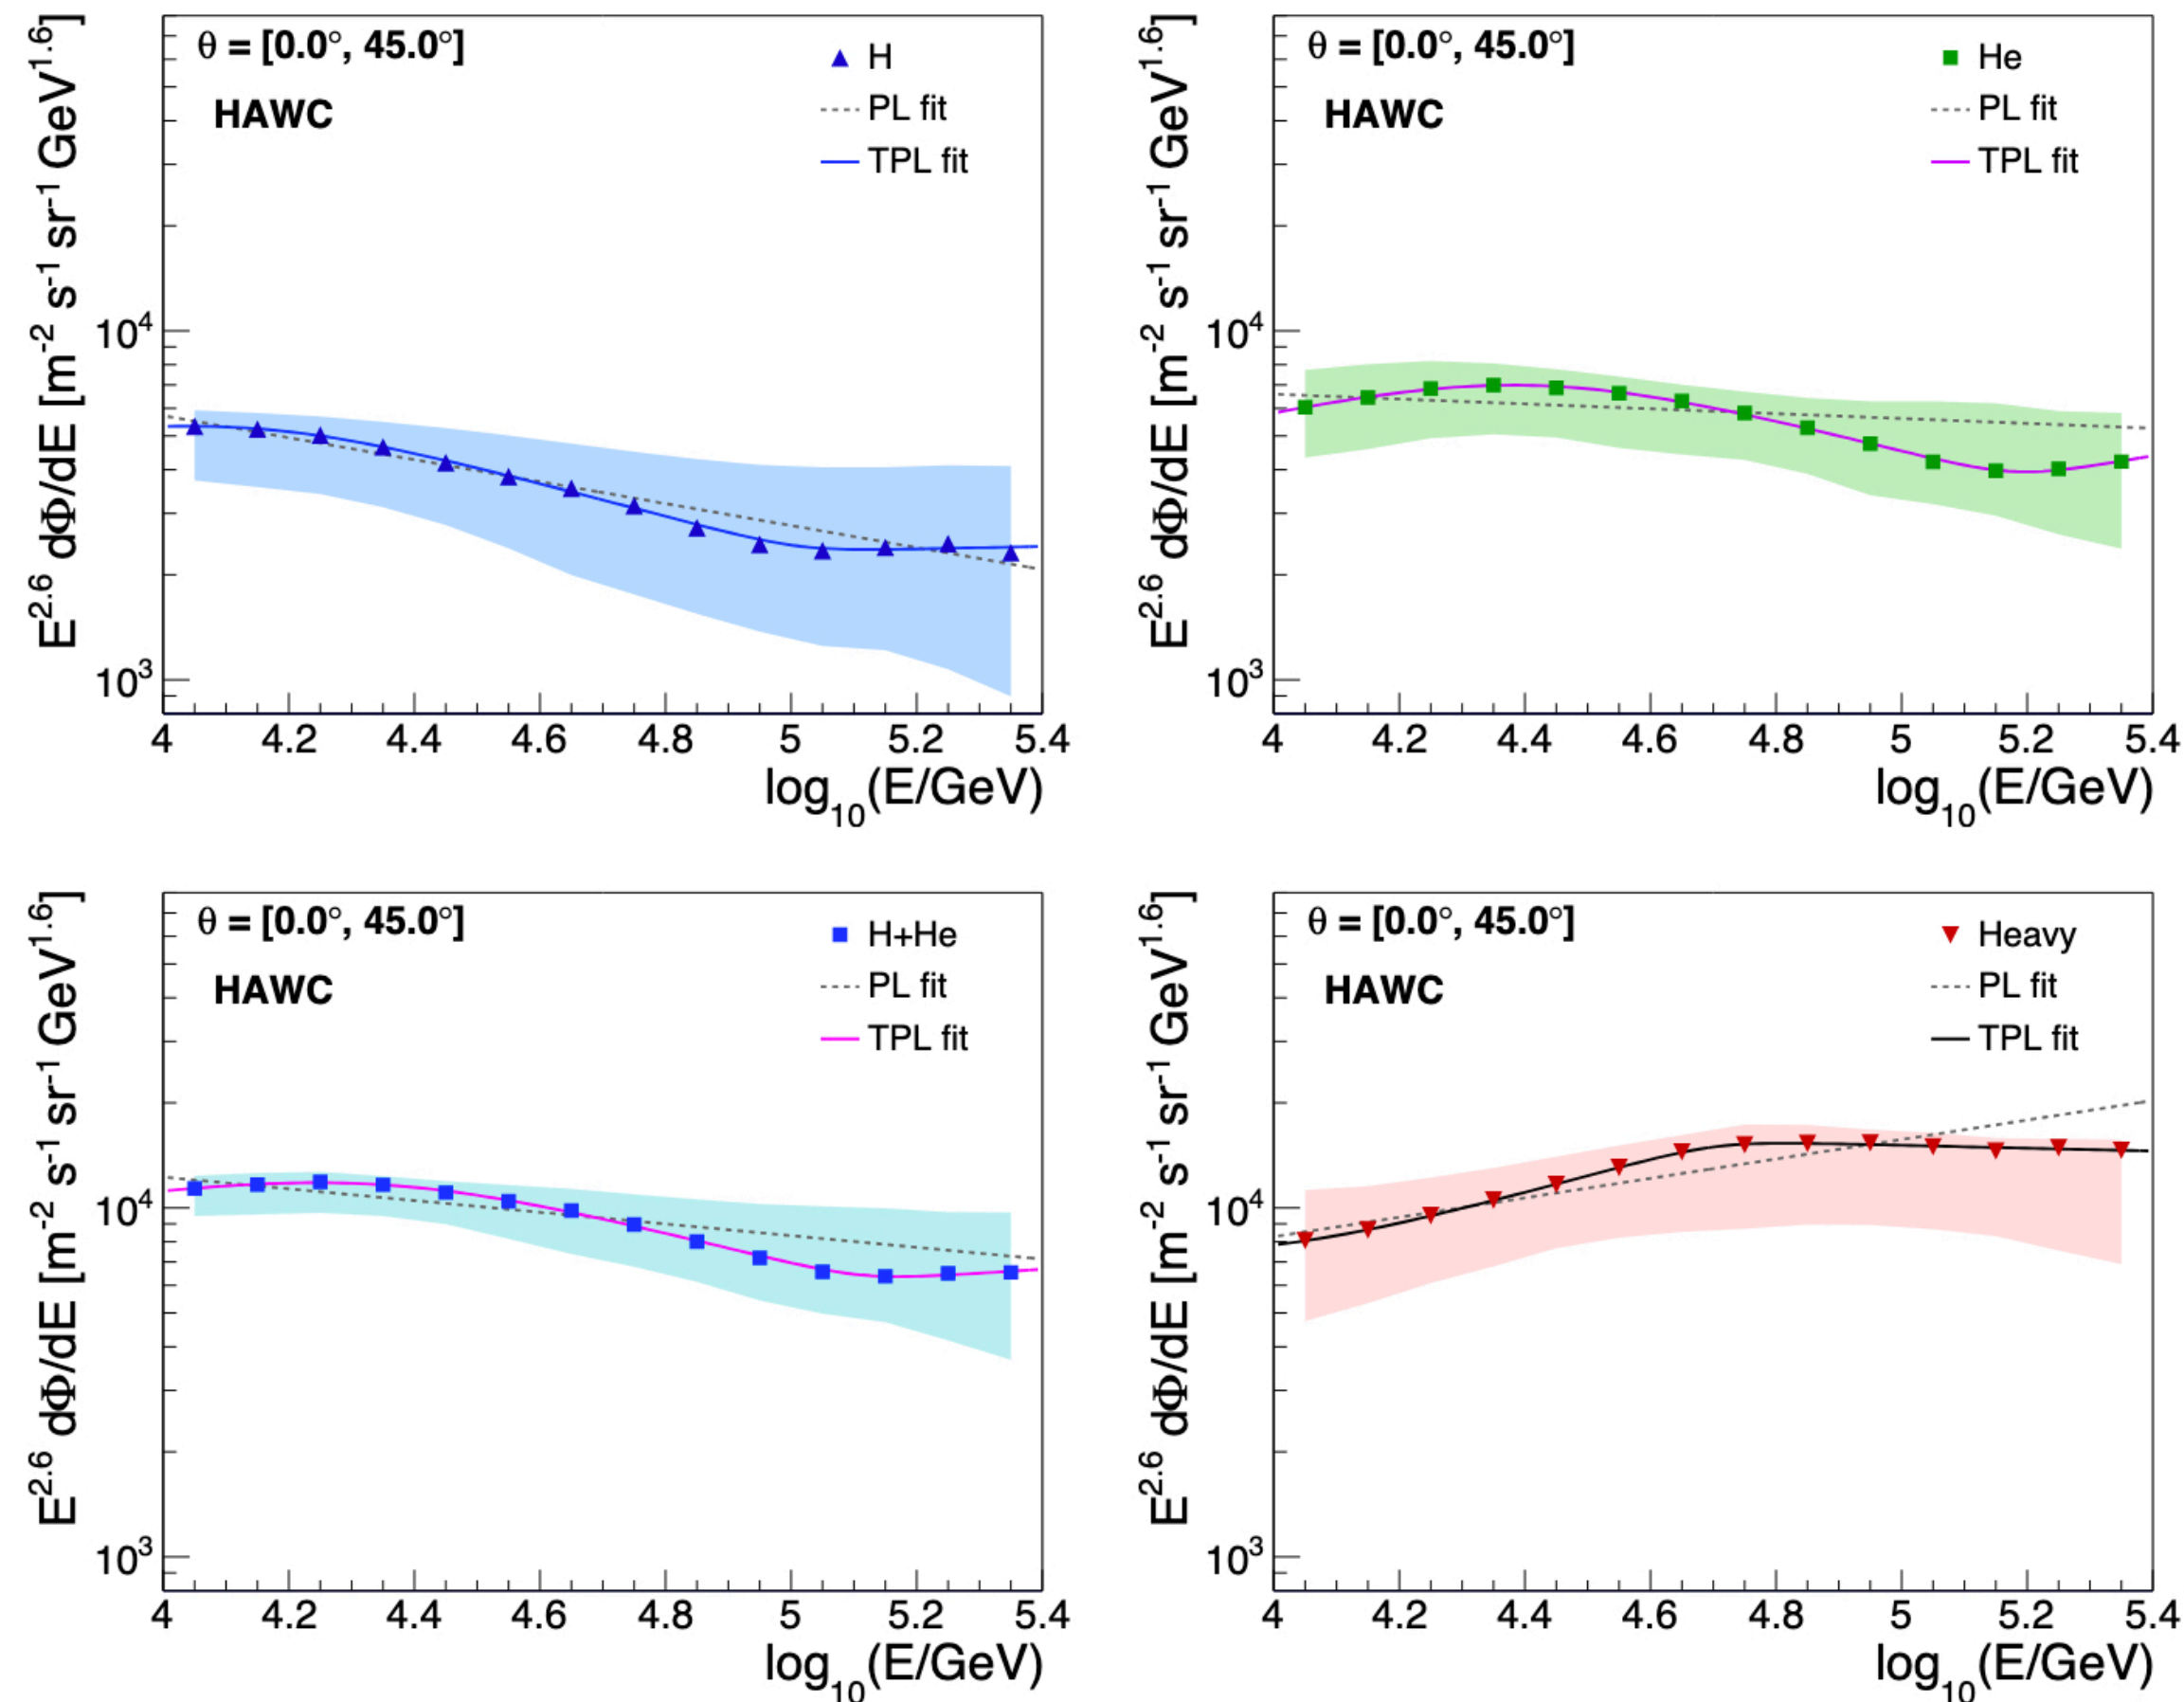 E^2.6 dΦ/dE [m^-2 s^-1 sr^-1 GeV^1.6]
θ = [0.0°, 45.0°]
HAWC
H
PL fit
TPL fit
10^4
10^3
4 4.2 4.4 4.6 4.8 5 5.2 5.4
log_10(E/GeV)
E^2.6 dΦ/dE [m^-2 s^-1 sr^-1 GeV^1.6]
θ = [0.0°, 45.0°]
HAWC
He
PL fit
TPL fit
10^4
10^3
4 4.2 4.4 4.6 4.8 5 5.2 5.4
log_10(E/GeV)
E^2.6 dΦ/dE [m^-2 s^-1 sr^-1 GeV^1.6]
θ = [0.0°, 45.0°]
HAWC
H+He
PL fit
TPL fit
10^4
10^3
4 4.2 4.4 4.6 4.8 5 5.2 5.4
log_10(E/GeV)
E^2.6 dΦ/dE [m^-2 s^-1 sr^-1 GeV^1.6]
θ = [0.0°, 45.0°]
HAWC
Heavy
PL fit
TPL fit
10^4
10^3
4 4.2 4.4 4.6 4.8 5 5.2 5.4
log_10(E/GeV)